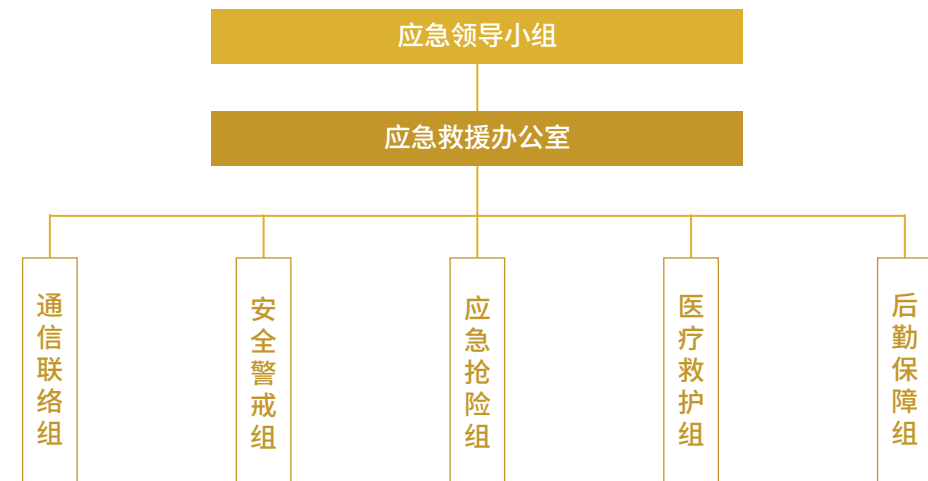 应急领导小组
应急救援办公室
通信联络组
安全警戒组
应急抢险组
医疗救护组
后勤保障组